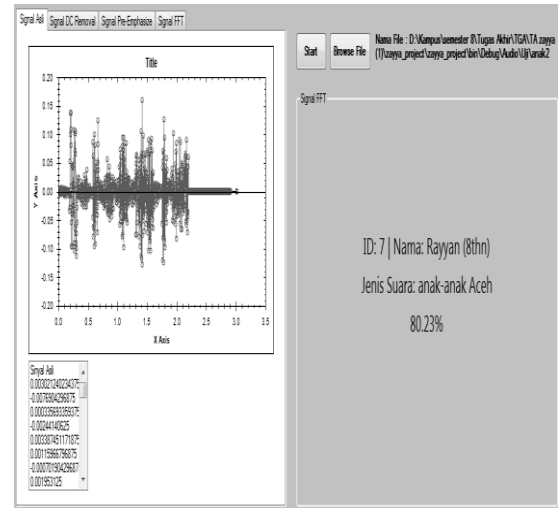 Signal Asli Signal DC Removal Signal Pre-Emphasize Signal FFT
Title
0.20
0.15
0.10
0.05
0.00
-0.05
-0.10
-0.15
-0.20
Y Axis
0.0 0.5 1.0 1.5 2.0 2.5 3.0 3.5
X Axis
Sinyal Asli
0.003021240234375
-0.0076904296875
0.000335693359375
-0.00244140625
0.003387451171875
0.00115966796875
-0.00070190429687
0.001953125
Start Browse File
Nama File : D:\Kampus\semester 8\Tugas Akhir\TGA\TA zayya
(1)\zayya_project\zayya_project\bin\Debug\Audio\Uji\anak2
Signal FFT
ID: 7 | Nama: Rayyan (8thn)
Jenis Suara: anak-anak Aceh
80.23%